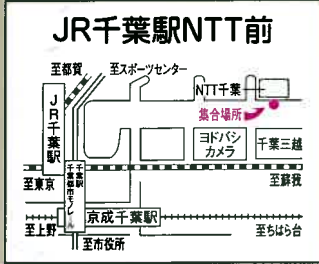 JR千葉駅NTT前
至都賀
至スポーツセンター
NTT千葉
集合場所
JR千葉駅
ヨドバシ
カメラ
千葉三越
千葉駅
千葉都市モノレール
至東京
至蘇我
京成千葉駅
至上野
至ちはら台
至市役所